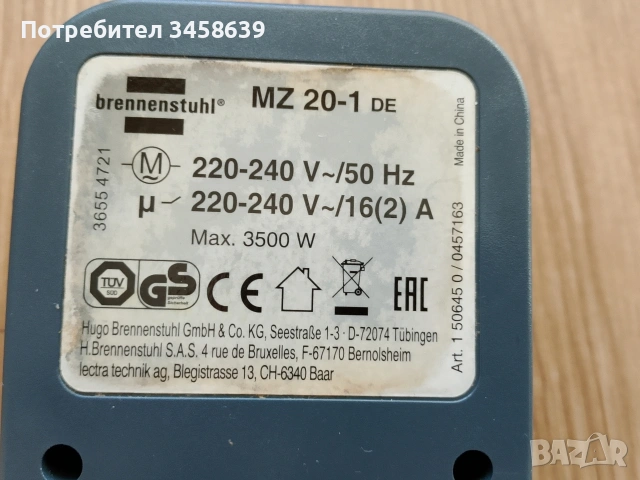 Потребител 3458639
brennenstuhl®
MZ 20-1 DE
Made in China
3655 4721
M
220-240 V~/50 Hz
µ 220-240 V~/16(2) A
Max. 3500 W
TÜV
SÜD
GS
geprüfte
Sicherheit
CE
EAC
Art. 1 50645 0 / 0457163
Hugo Brennenstuhl GmbH & Co. KG, Seestraße 1-3 · D-72074 Tübingen
H.Brennenstuhl S.A.S. 4 rue de Bruxelles, F-67170 Bernolsheim
lectra technik ag, Blegistrasse 13, CH-6340 Baar
BAZAR